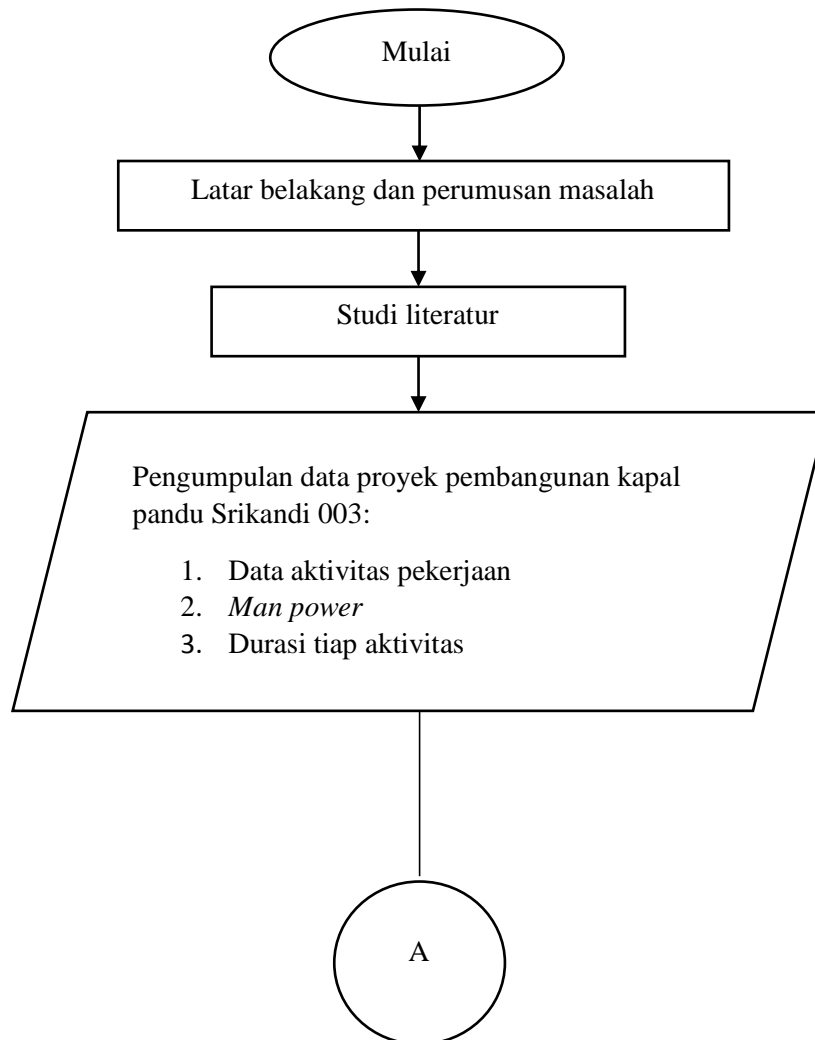 Mulai
Latar belakang dan perumusan masalah
Studi literatur
Pengumpulan data proyek pembangunan kapal
pandu Srikandi 003:
1. Data aktivitas pekerjaan
2. Man power
3. Durasi tiap aktivitas
A